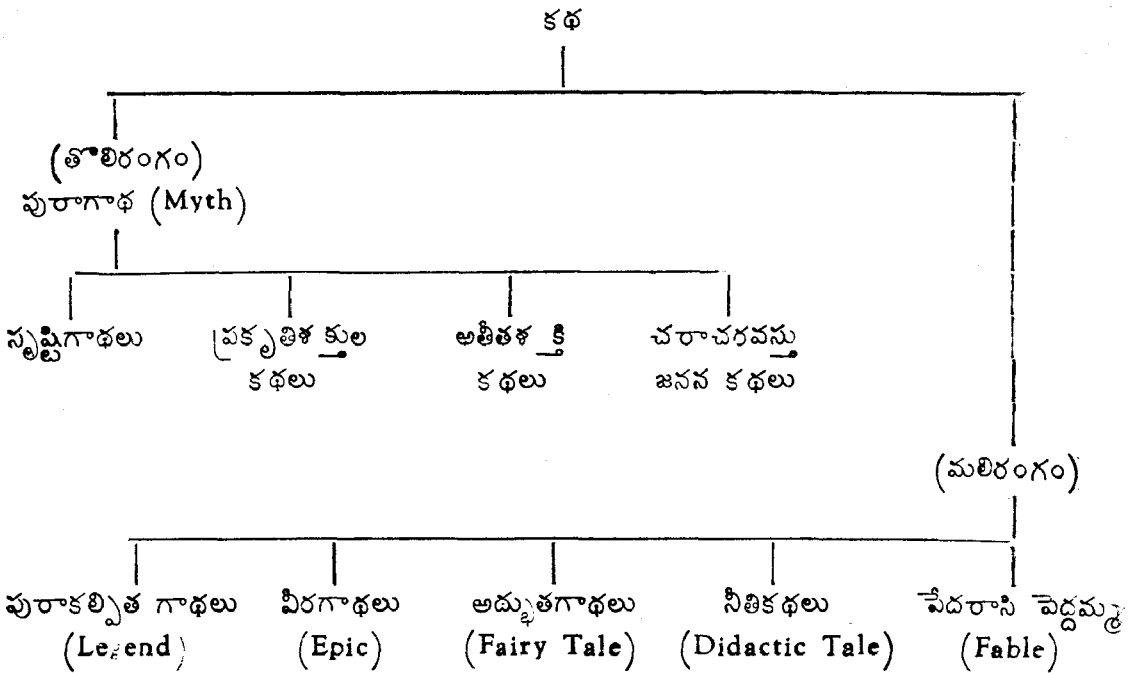 కథ
(తొలిరంగం)
పురాగాథ (Myth)
సృష్టిగాథలు ప్రకృతిశక్తుల అతీతశక్తి చరాచరవస్తు
కథలు కథలు జనన కథలు
(మలిరంగం)
పురాకల్పిత గాథలు వీరగాథలు అద్భుతగాథలు నీతికథలు పేదరాసి పెద్దమ్మ
(Legend) (Epic) (Fairy Tale) (Didactic Tale) (Fable)